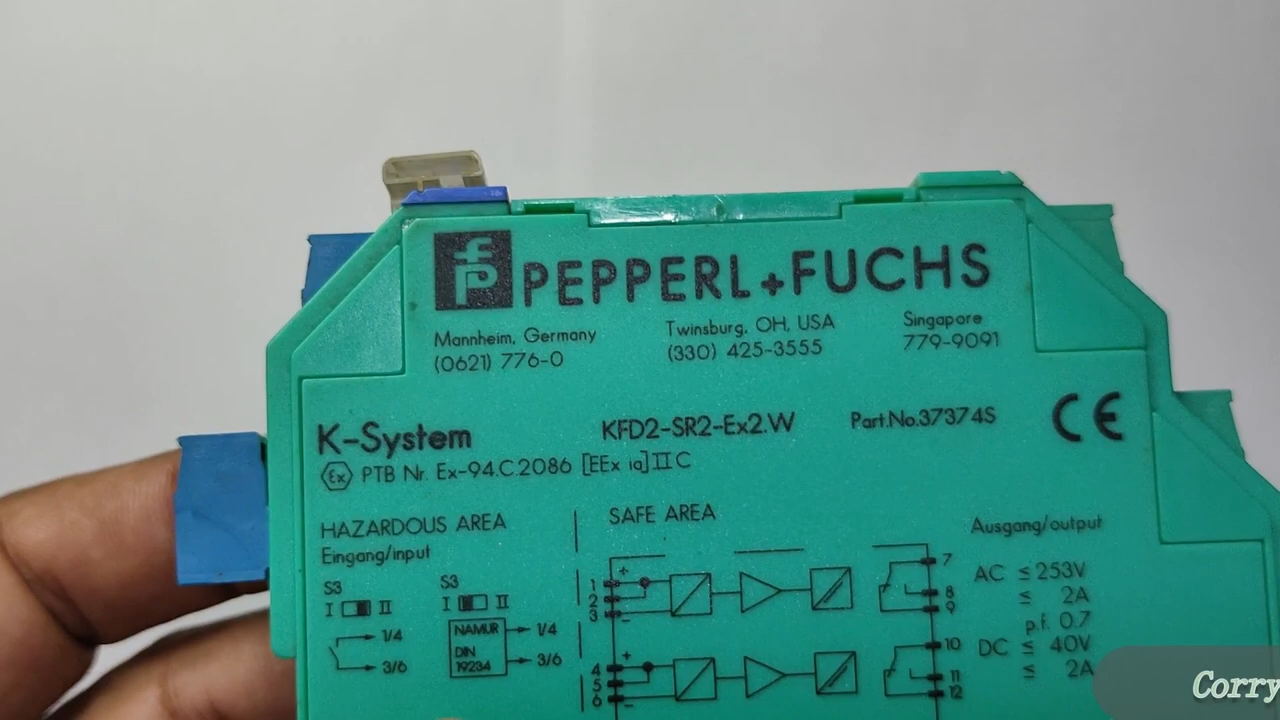 PEPPERL+FUCHS
Mannheim, Germany
(0621) 776-0
Twinsburg, OH, USA
(330) 425-3555
Singapore
779-9091
K-System
KFD2-SR2-Ex2.W
Part.No.37374S
CE
Ex PTB Nr. Ex-94.C.2086 [EEx ia] II C
HAZARDOUS AREA
Eingang/input
SAFE AREA
Ausgang/output
S3
I II
1/4
3/6
S3
I II
NAMUR
DIN
19234
1/4
3/6
1
2
3
+
-
4
5
6
+
-
7
8
9
10
11
12
AC ≤ 253V
≤ 2A
p.f. 0.7
DC ≤ 40V
≤ 2A
Corry